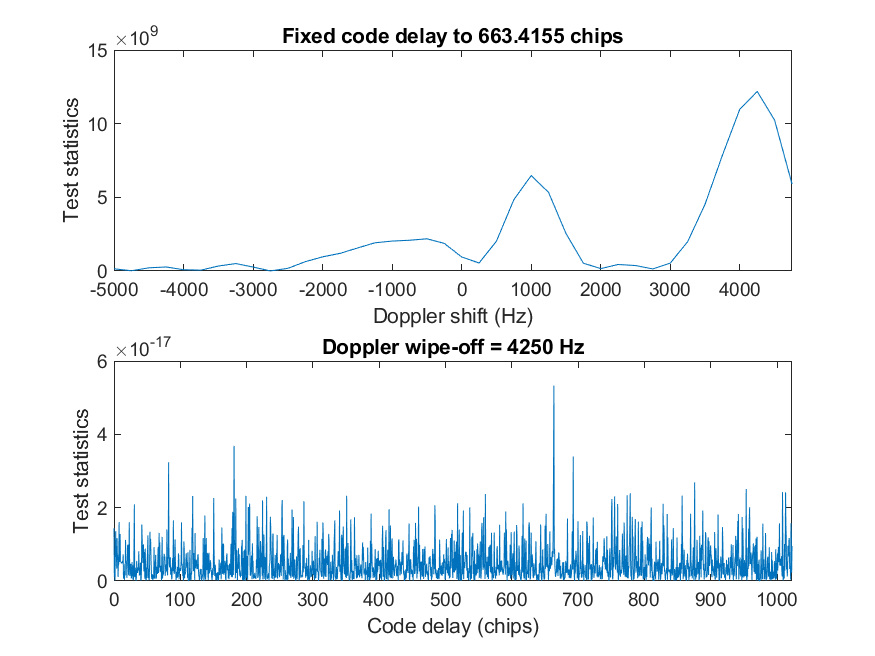 ×10^9
Fixed code delay to 663.4155 chips
15
10
5
0
Test statistics
-5000 -4000 -3000 -2000 -1000 0 1000 2000 3000 4000
Doppler shift (Hz)
×10^-17
Doppler wipe-off = 4250 Hz
6
4
2
0
Test statistics
0 100 200 300 400 500 600 700 800 900 1000
Code delay (chips)